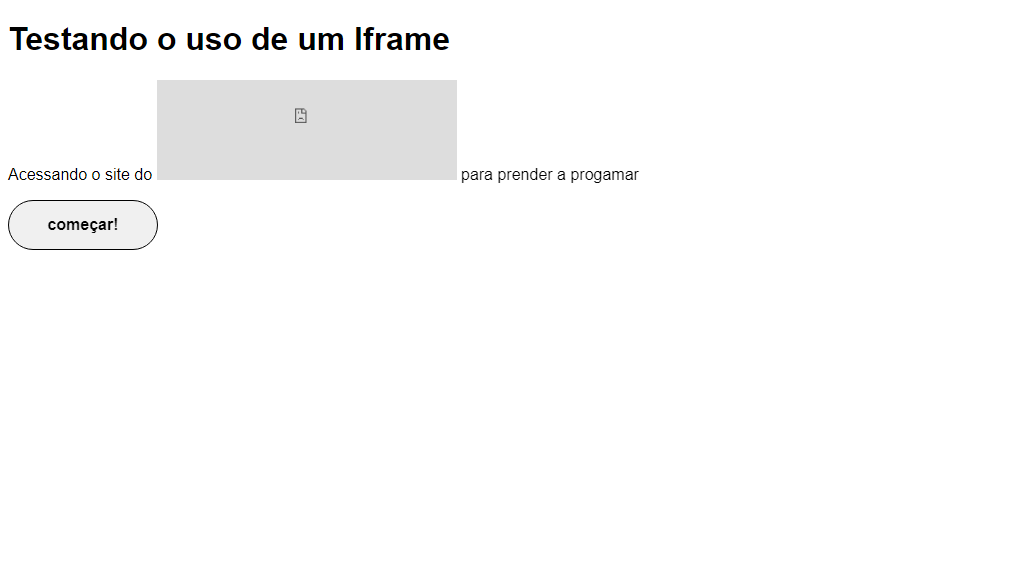 Testando o uso de um Iframe
Acessando o site do para prender a progamar
começar!